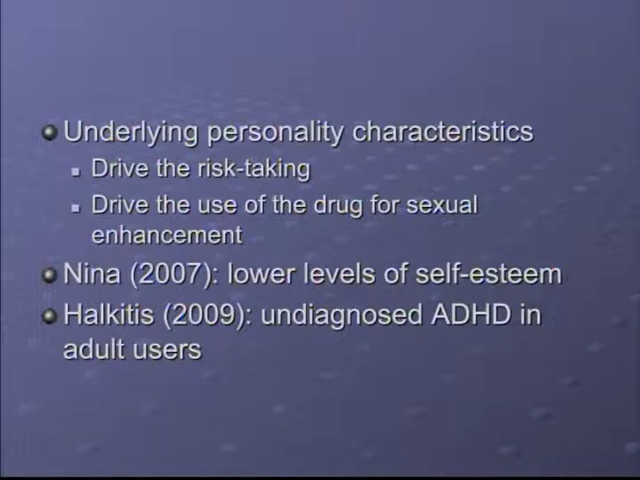 Underlying personality characteristics
Drive the risk-taking
Drive the use of the drug for sexual
enhancement
Nina (2007): lower levels of self-esteem
Halkitis (2009): undiagnosed ADHD in
adult users